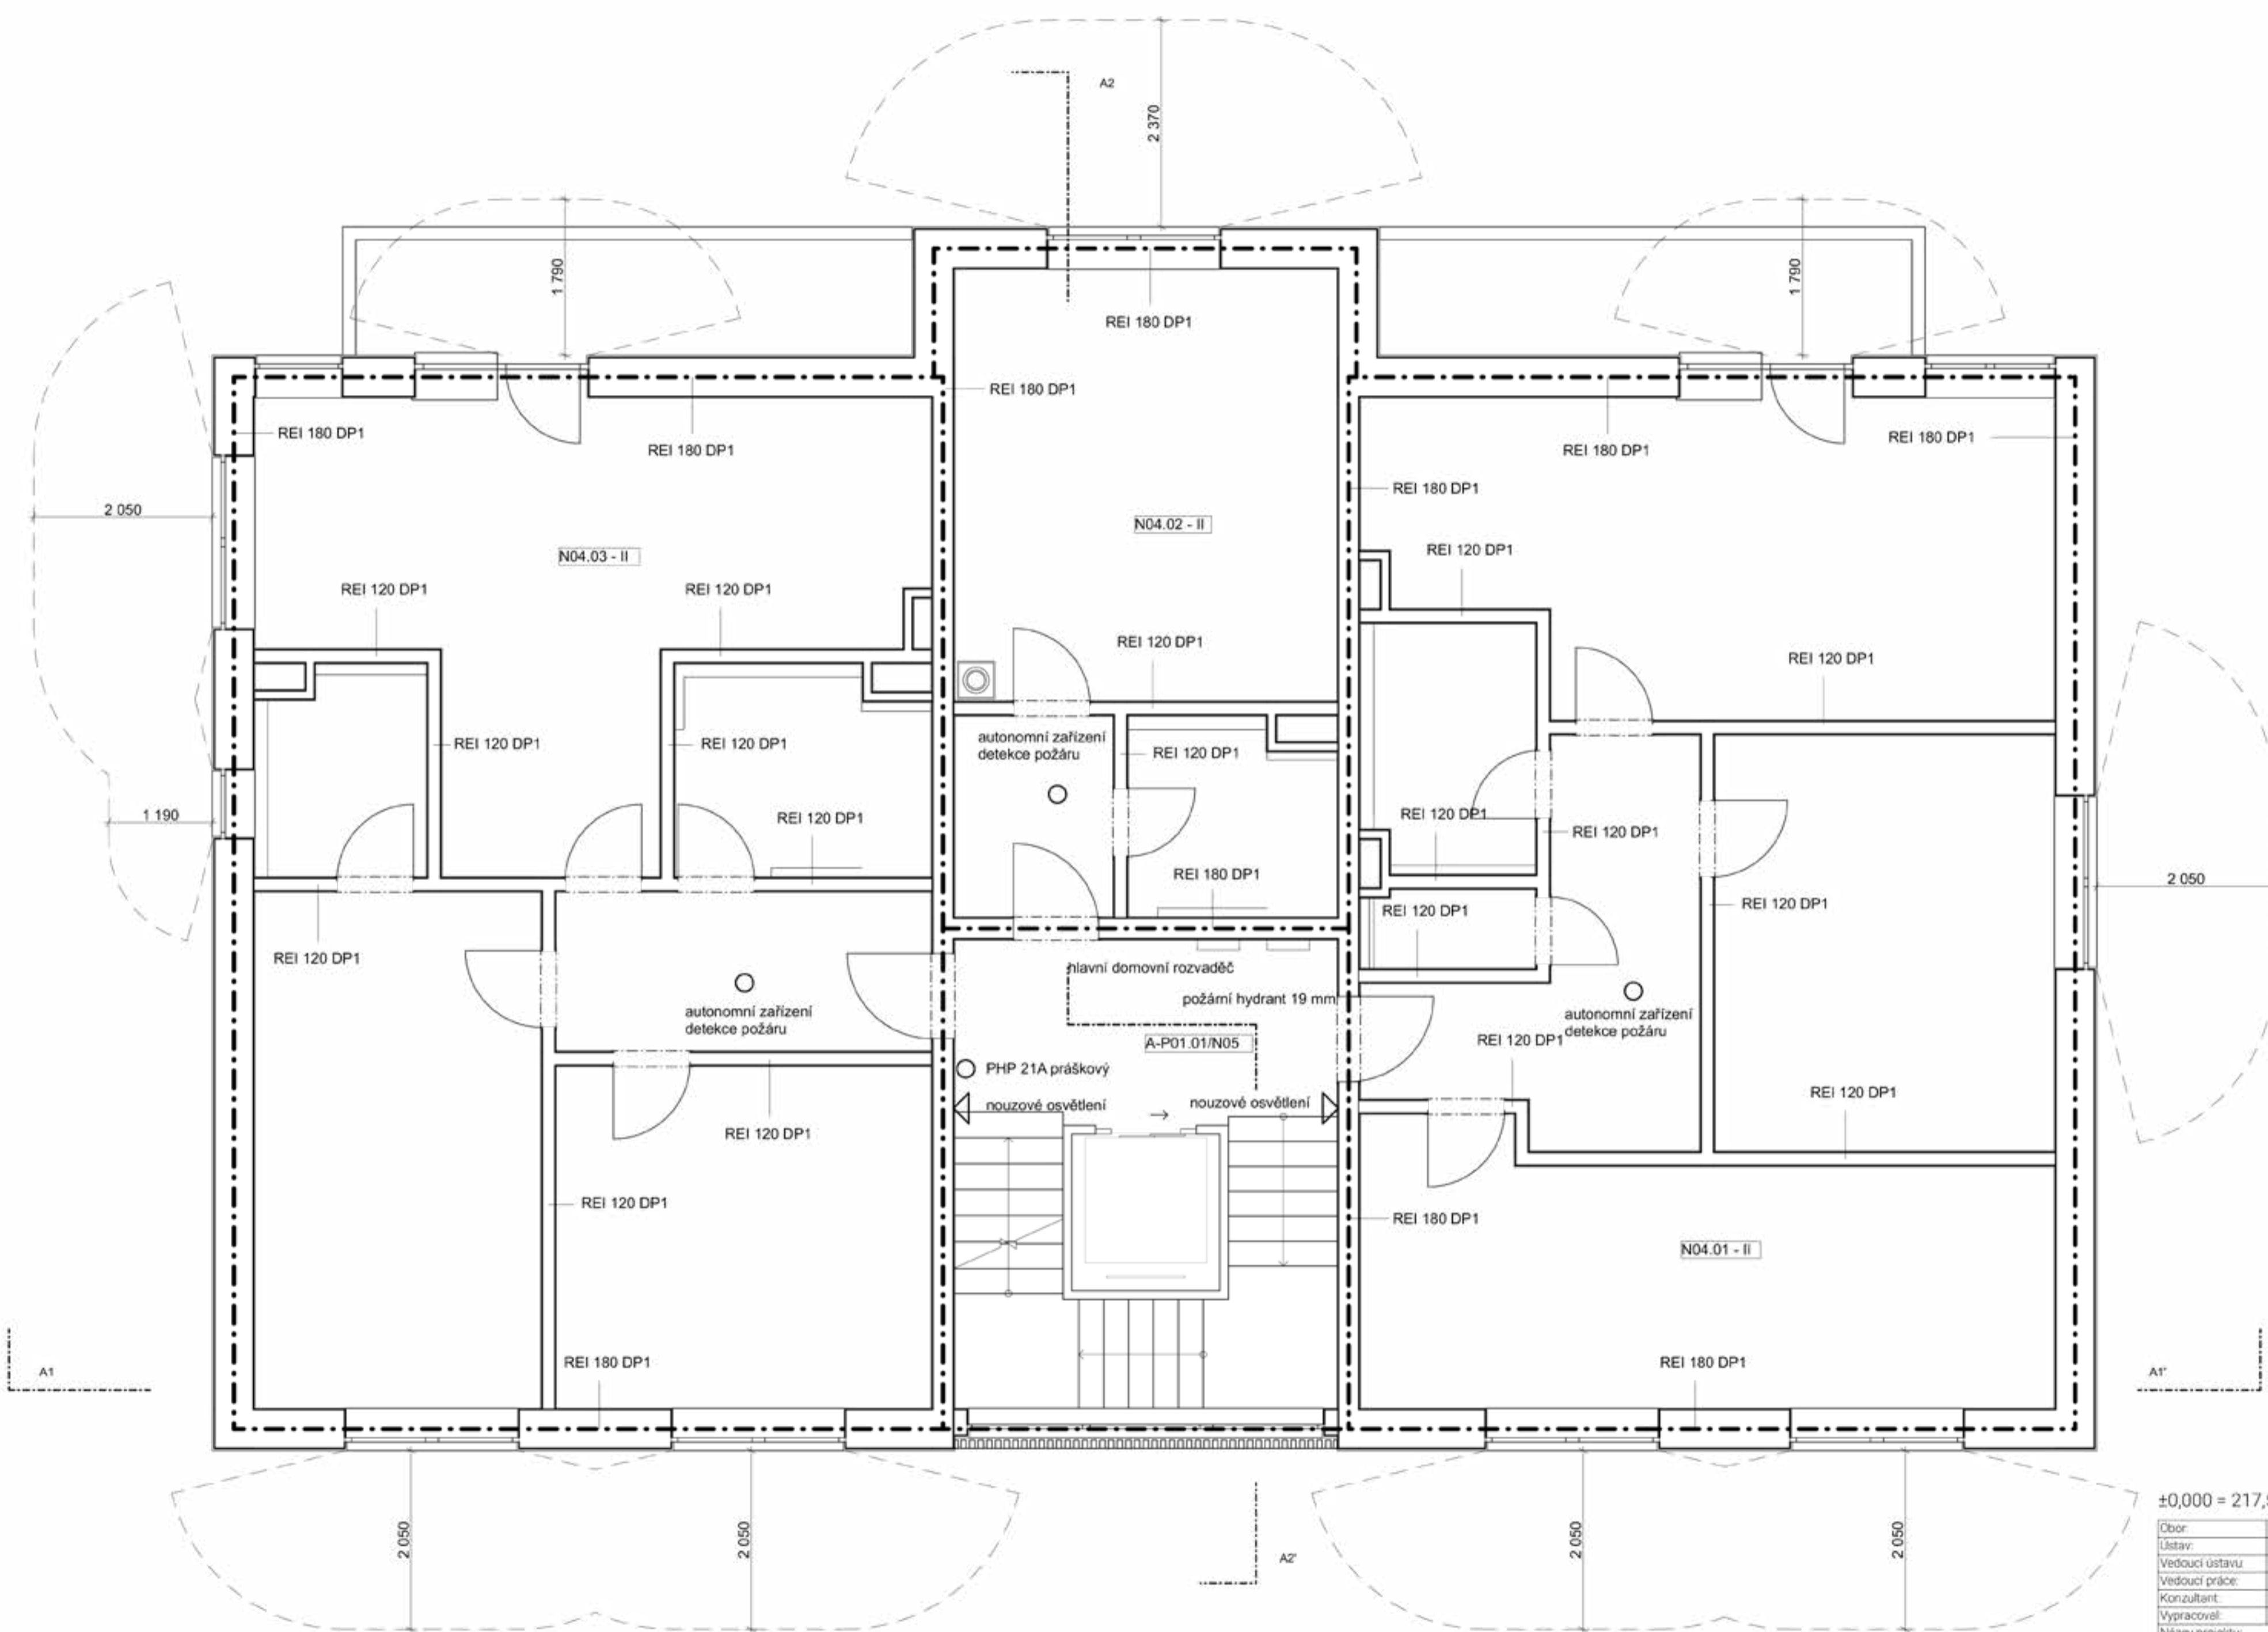 A2
2 370
1 790
1 790
REI 180 DP1
REI 180 DP1
REI 180 DP1
REI 180 DP1
REI 180 DP1
REI 180 DP1
REI 180 DP1
2 050
N04.02 - II
N04.03 - II
REI 120 DP1
REI 120 DP1
REI 120 DP1
REI 120 DP1
REI 120 DP1
autonomní zařízení
detekce požáru
REI 120 DP1
REI 120 DP1
REI 120 DP1
1 190
REI 120 DP1
REI 120 DP1
REI 120 DP1
REI 180 DP1
2 050
REI 120 DP1
REI 120 DP1
REI 120 DP1
hlavní domovní rozvaděč
požární hydrant 19 mm
autonomní zařízení
detekce požáru
autonomní zařízení
detekce požáru
REI 120 DP1
A-P01.01/N05
PHP 21A práškový
nouzové osvětlení
nouzové osvětlení
REI 120 DP1
REI 120 DP1
REI 120 DP1
REI 180 DP1
N04.01 - II
REI 180 DP1
REI 180 DP1
A1
A1'
2 050
2 050
2 050
2 050
A2'
±0,000 = 217,
Obor:
Ústav:
Vedoucí ústavu:
Vedoucí práce:
Konzultant:
Vypracoval: